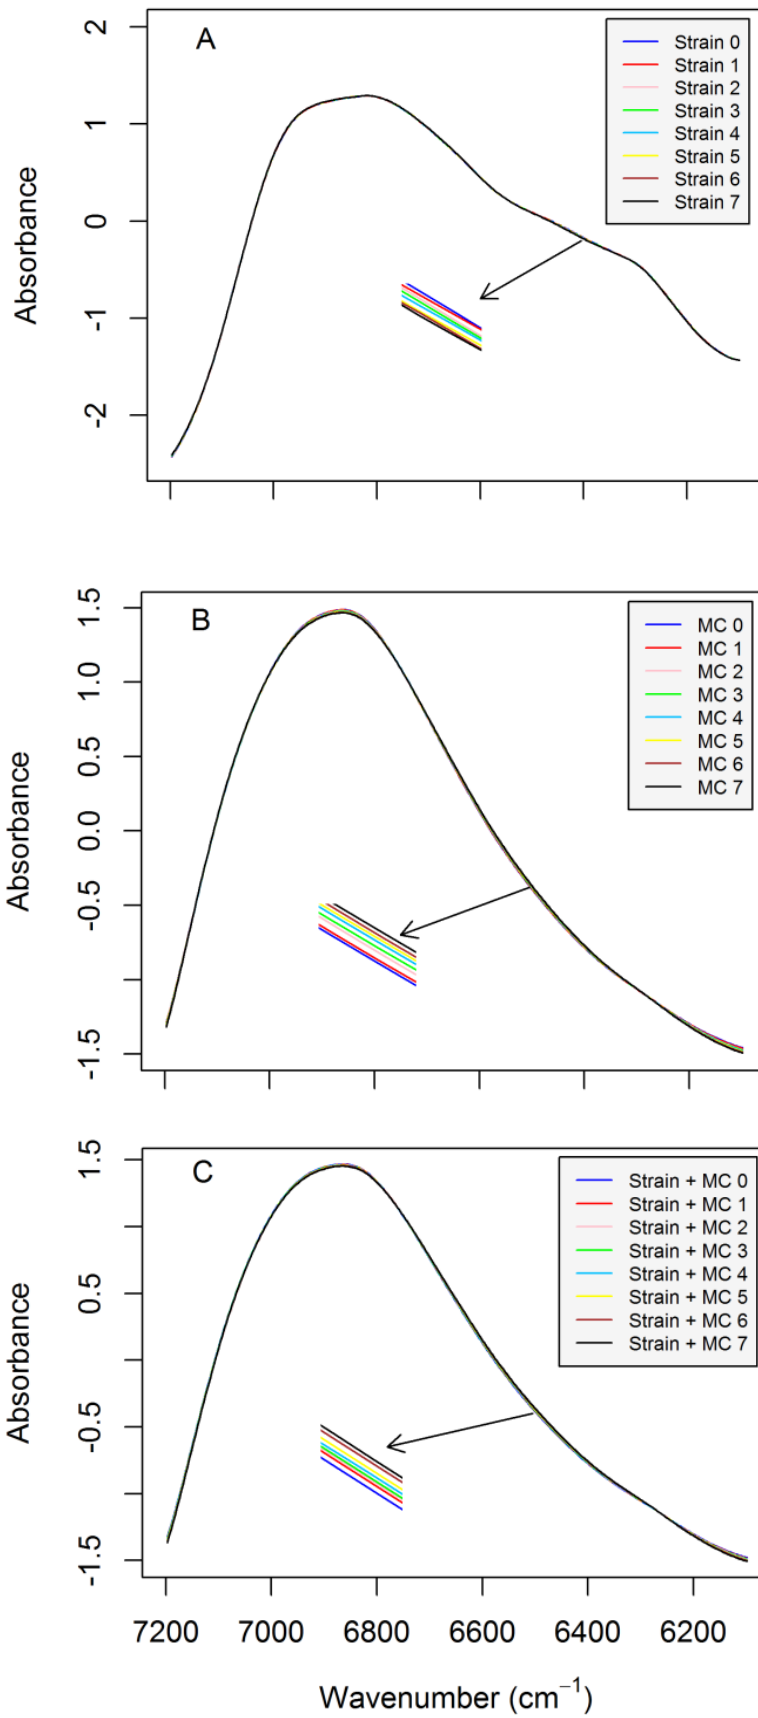 A
Strain 0
Strain 1
Strain 2
Strain 3
Strain 4
Strain 5
Strain 6
Strain 7
2
1
0
-1
-2
Absorbance
B
MC 0
MC 1
MC 2
MC 3
MC 4
MC 5
MC 6
MC 7
1.5
1.0
0.5
0.0
-0.5
-1.5
Absorbance
C
Strain + MC 0
Strain + MC 1
Strain + MC 2
Strain + MC 3
Strain + MC 4
Strain + MC 5
Strain + MC 6
Strain + MC 7
1.5
0.5
-0.5
-1.5
Absorbance
7200 7000 6800 6600 6400 6200
Wavenumber (cm⁻¹)